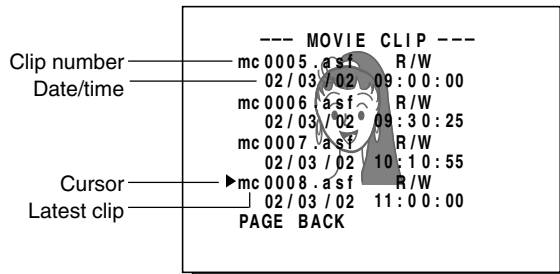 --- MOVIE CLIP ---
Clip number mc0005.asf R/W
Date/time 02/03/02 09:00:00
mc0006.asf R/W
02/03/02 09:30:25
mc0007.asf R/W
02/03/02 10:10:55
Cursor ▶mc0008.asf R/W
Latest clip 02/03/02 11:00:00
PAGE BACK